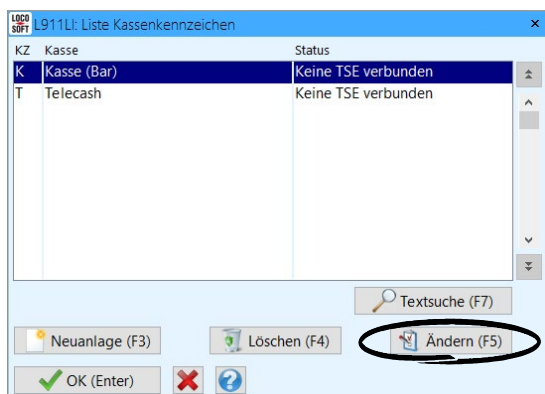 LOCO SOFT L911LI: Liste Kassenkennzeichen
KZ Kasse Status
K Kasse (Bar) Keine TSE verbunden
T Telecash Keine TSE verbunden
Textsuche (F7)
Neuanlage (F3) Löschen (F4) Ändern (F5)
OK (Enter)